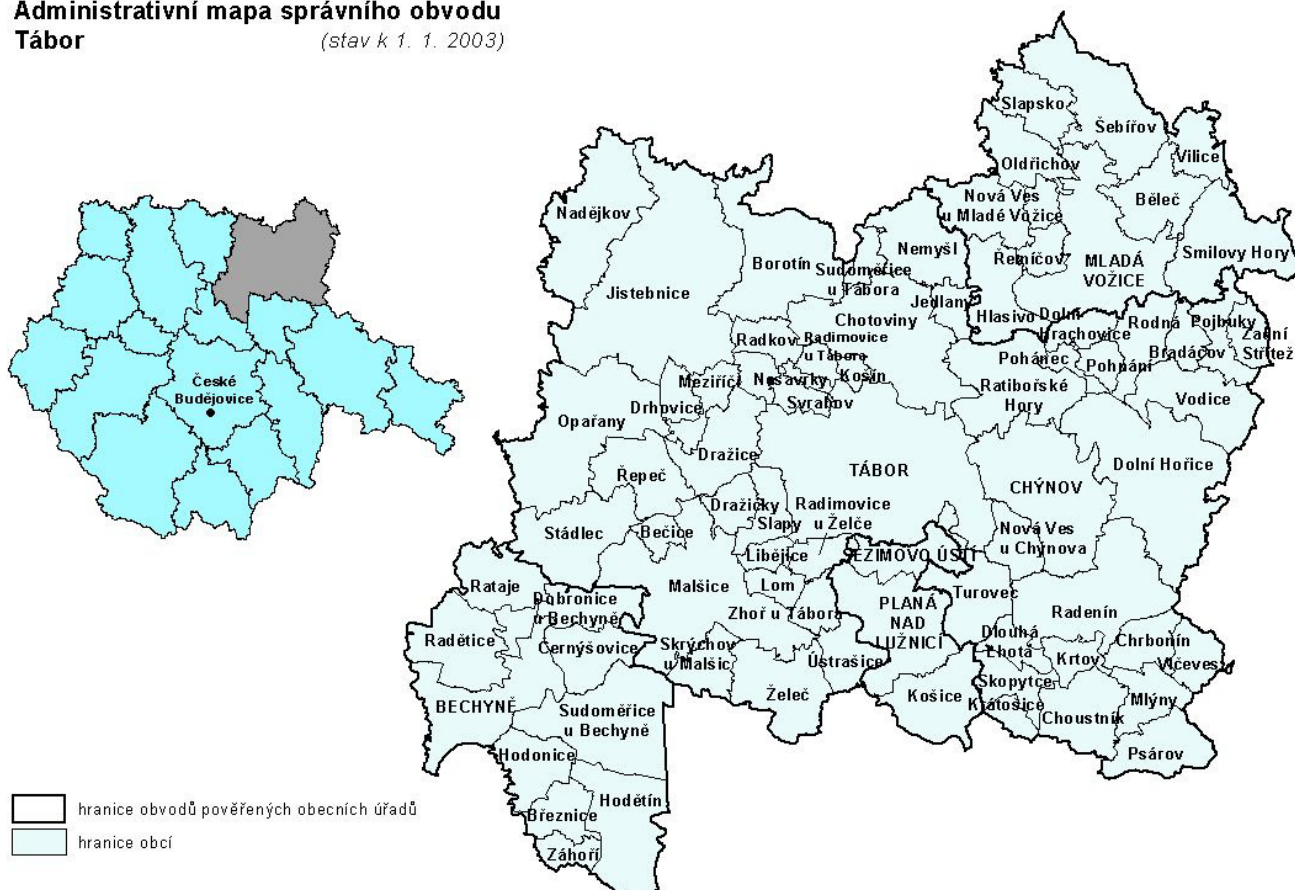 Administrativní mapa správního obvodu
Tábor (stav k 1. 1. 2003)
České
Budějovice
Slapsko
Šebířov
Vilice
Oldřichov
Nová Ves
u Mladé Vožice
Běleč
Nadějkov
Nemyšl
Smilovy Hory
Borotín
Sudoměřice
u Tábora
Řemíčov
MLADÁ
VOŽICE
Jistebnice
Jedlany
Chotoviny
Hlasivo
Dolní
Hrachovice
Rodná
Pojbuky
Zadní
Střítež
Radkov
Radimovice
u Tábora
Pohánec
Pohnání
Bradáčov
Meziříčí
Nasavrky
Košín
Ratibořské
Hory
Vodice
Drhovice
Svrabov
Opařany
Dražice
TÁBOR
Dolní Hořice
Řepeč
CHÝNOV
Dražičky
Radimovice
u Želče
Slapy
Stádlec
Bečice
Nová Ves
u Chýnova
Libějice
SEZIMOVO ÚSTÍ
Rataje
Malšice
Lom
Turovec
Dobronice
u Bechyně
PLANÁ
NAD
LUŽNICÍ
Radenín
Zhoř u Tábora
Radětice
Černýšovice
Skrýchov
u Malšic
Dlouhá
Lhota
Chrbonín
Ústrašice
Krtov
Vlčeves
Želeč
Košice
Skopytce
Krátošice
Mlýny
BECHYNĚ
Sudoměřice
u Bechyně
Choustník
Psárov
Hodonice
Hodětín
Březnice
Záhoří
hranice obvodů pověřených obecních úřadů
hranice obcí